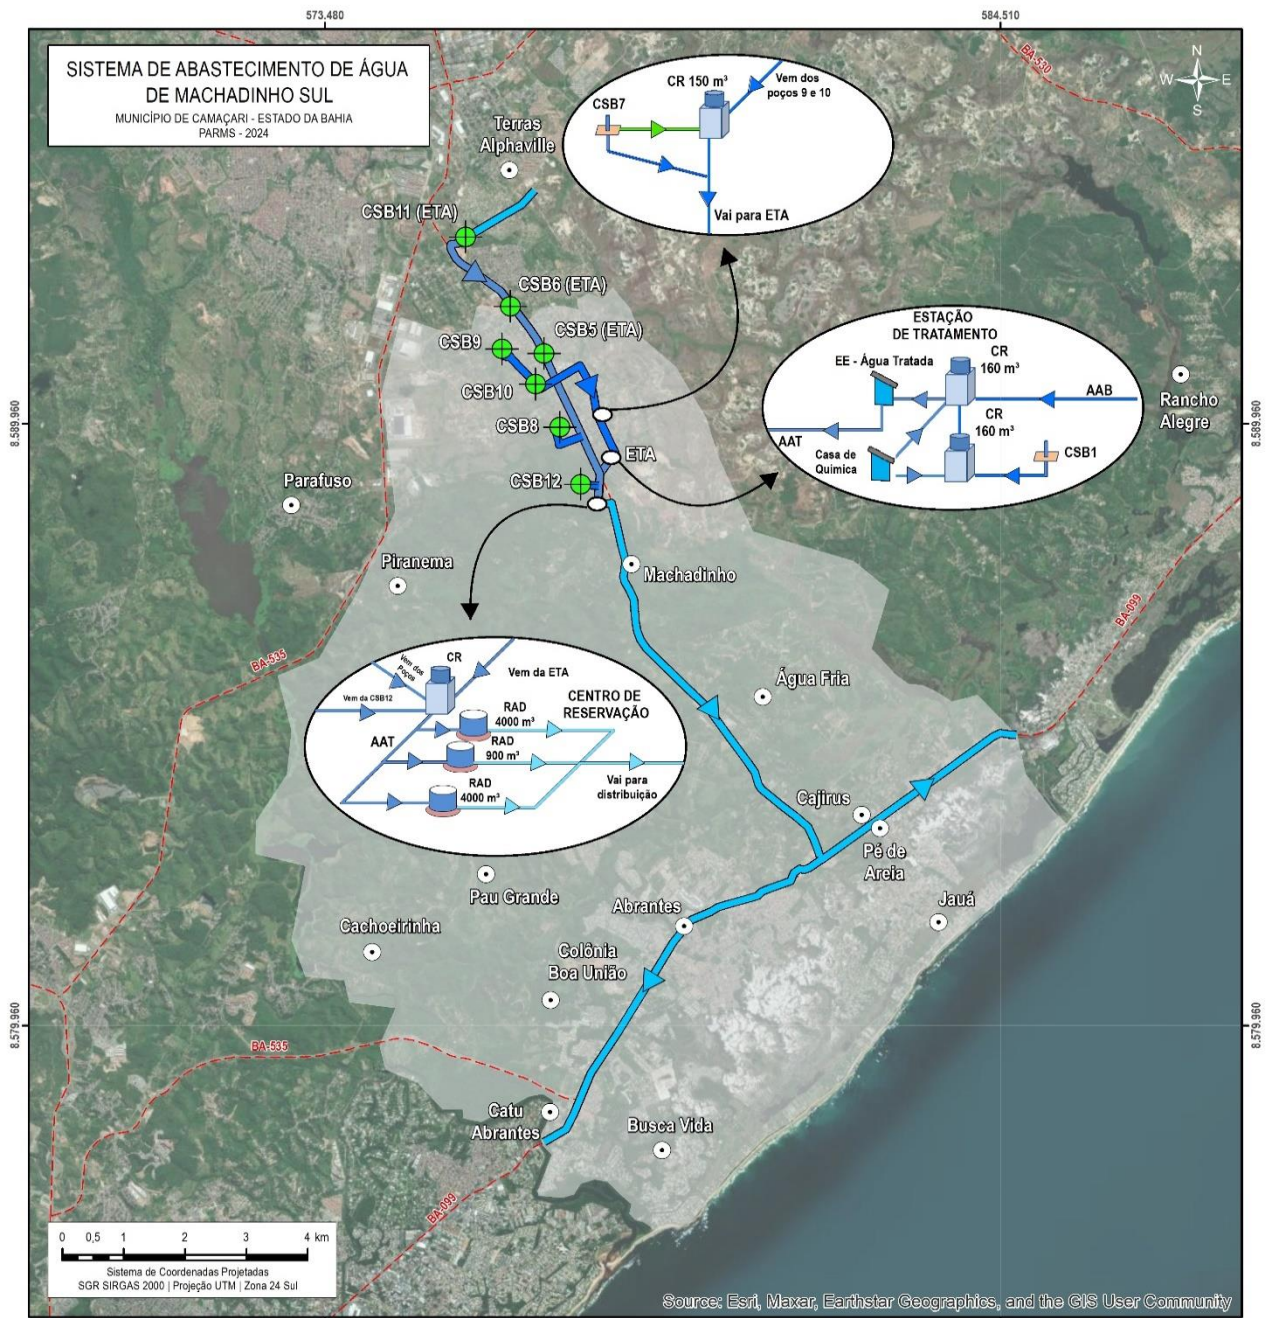 573.480
584.510
SISTEMA DE ABASTECIMENTO DE ÁGUA
DE MACHADINHO SUL
MUNICÍPIO DE CAMAÇARI - ESTADO DA BAHIA
PARMS - 2024
N
W E
S
BA-530
CR 150 m³
Vem dos
poços 9 e 10
CSB7
Vai para ETA
Terras
Alphaville
CSB11 (ETA)
CSB6 (ETA)
CSB5 (ETA)
CSB9
CSB10
CSB8
ETA
CSB12
ESTAÇÃO
DE TRATAMENTO
EE - Água Tratada
CR
160 m³
AAB
AAT
CR
160 m³
Casa de
Quimica
CSB1
Rancho
Alegre
8.589.960
8.589.960
Parafuso
Piranema
Machadinho
BA-099
BA-535
Água Fria
CR
Vem dos
Poços
Vem da ETA
Vem da CSB12
CENTRO DE
RESERVAÇÃO
RAD
4000 m³
AAT
RAD
900 m³
RAD
4000 m³
Vai para
distribuição
Cajirus
Pé de
Areia
Pau Grande
Abrantes
Jauá
Cachoeirinha
Colônia
Boa União
8.579.960
8.579.960
BA-535
Catu
Abrantes
Busca Vida
BA-099
0 0,5 1 2 3 4 km
Sistema de Coordenadas Projetadas
SGR SIRGAS 2000 | Projeção UTM | Zona 24 Sul
Source: Esri, Maxar, Earthstar Geographics, and the GIS User Community